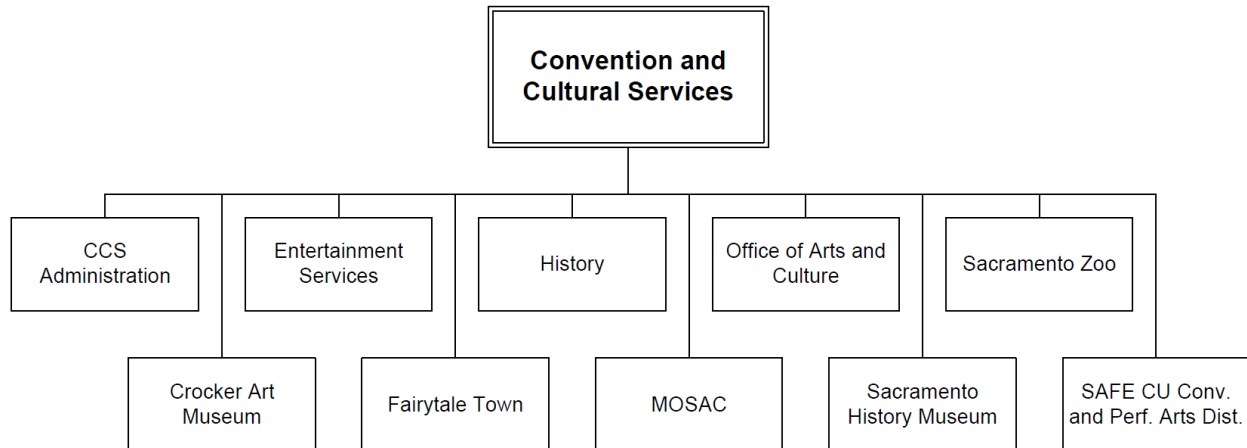 Convention and
Cultural Services
CCS
Administration
Entertainment
Services
History
Office of Arts and
Culture
Sacramento Zoo
Crocker Art
Museum
Fairytale Town
MOSAC
Sacramento
History Museum
SAFE CU Conv.
and Perf. Arts Dist.